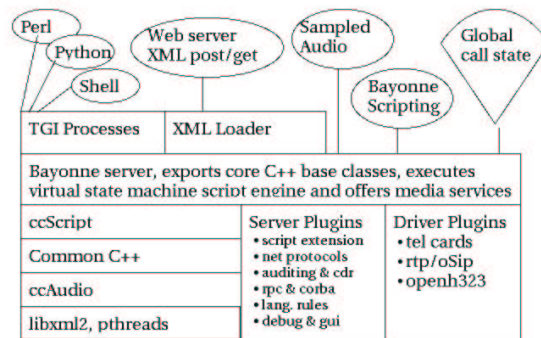 Perl
Python
Shell
Web server
XML post/get
Sampled
Audio
Bayonne
Scripting
Global
call state
TGI Processes
XML Loader
Bayonne server, exports core C++ base classes, executes
virtual state machine script engine and offers media services
ccScript
Common C++
ccAudio
libxml2, pthreads
Server Plugins
• script extension
• net protocols
• auditing & cdr
• rpc & corba
• lang. rules
• debug & gui
Driver Plugins
• tel cards
• rtp/oSip
• openh323